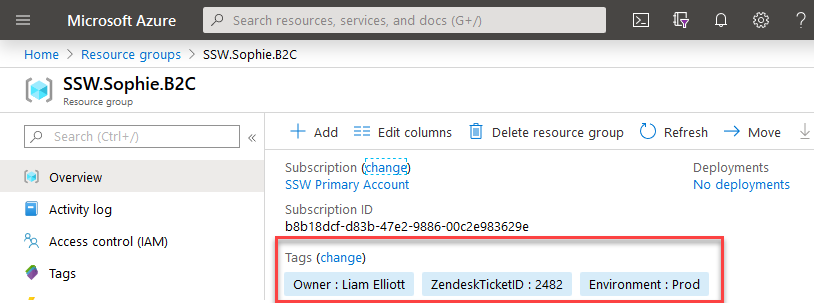 Microsoft Azure
Search resources, services, and docs (G+/)
Home > Resource groups > SSW.Sophie.B2C
SSW.Sophie.B2C
Resource group
Search (Ctrl+/)
«
Add
Edit columns
Delete resource group
Refresh
Move
Overview
Activity log
Access control (IAM)
Tags
Subscription (change)
SSW Primary Account
Deployments
No deployments
Subscription ID
b8b18dcf-d83b-47e2-9886-00c2e983629e
Tags (change)
Owner : Liam Elliott
ZendeskTicketID : 2482
Environment : Prod